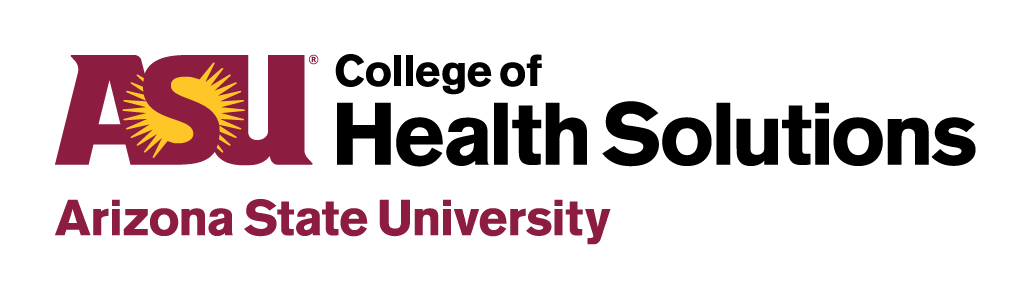 ASU® College of
Health Solutions
Arizona State University